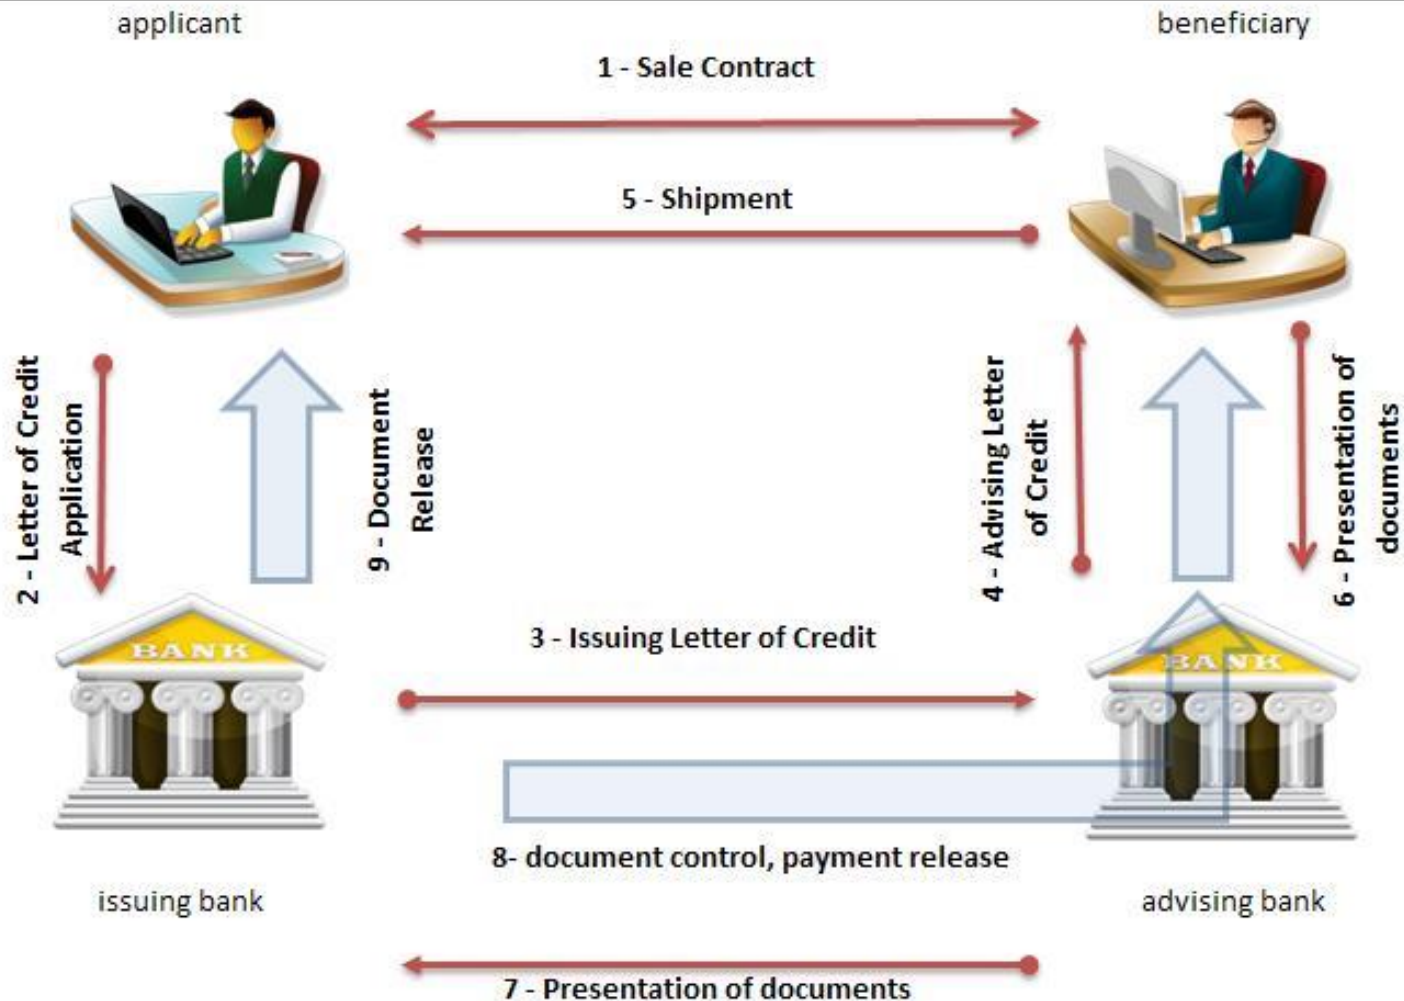 applicant
beneficiary
1 - Sale Contract
5 - Shipment
2 - Letter of Credit
Application
9 - Document
Release
4 - Advising Letter
of Credit
6 - Presentation of
documents
3 - Issuing Letter of Credit
BANK
BANK
8- document control, payment release
issuing bank
advising bank
7 - Presentation of documents